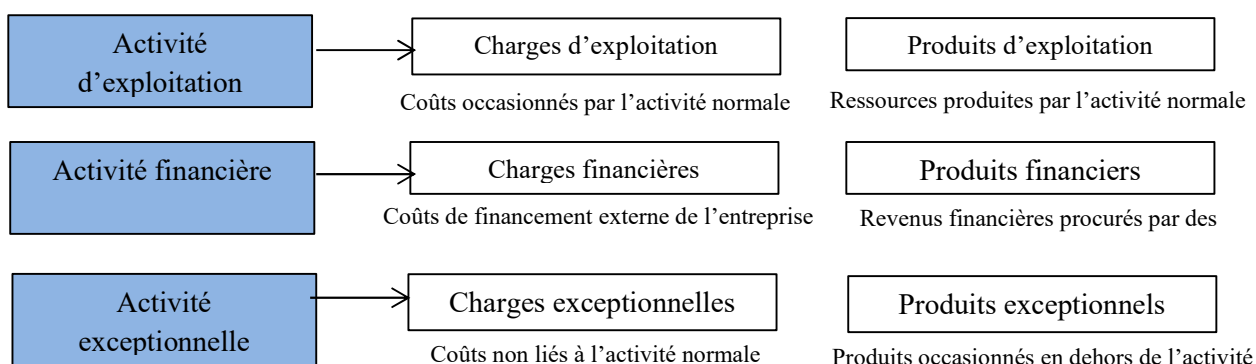 Activité
d’exploitation
Charges d’exploitation
Produits d’exploitation
Coûts occasionnés par l’activité normale
Ressources produites par l’activité normale
Activité financière
Charges financières
Produits financiers
Coûts de financement externe de l’entreprise
Revenus financières procurés par des
Activité
exceptionnelle
Charges exceptionnelles
Produits exceptionnels
Coûts non liés à l’activité normale
Produits occasionnés en dehors de l’activité